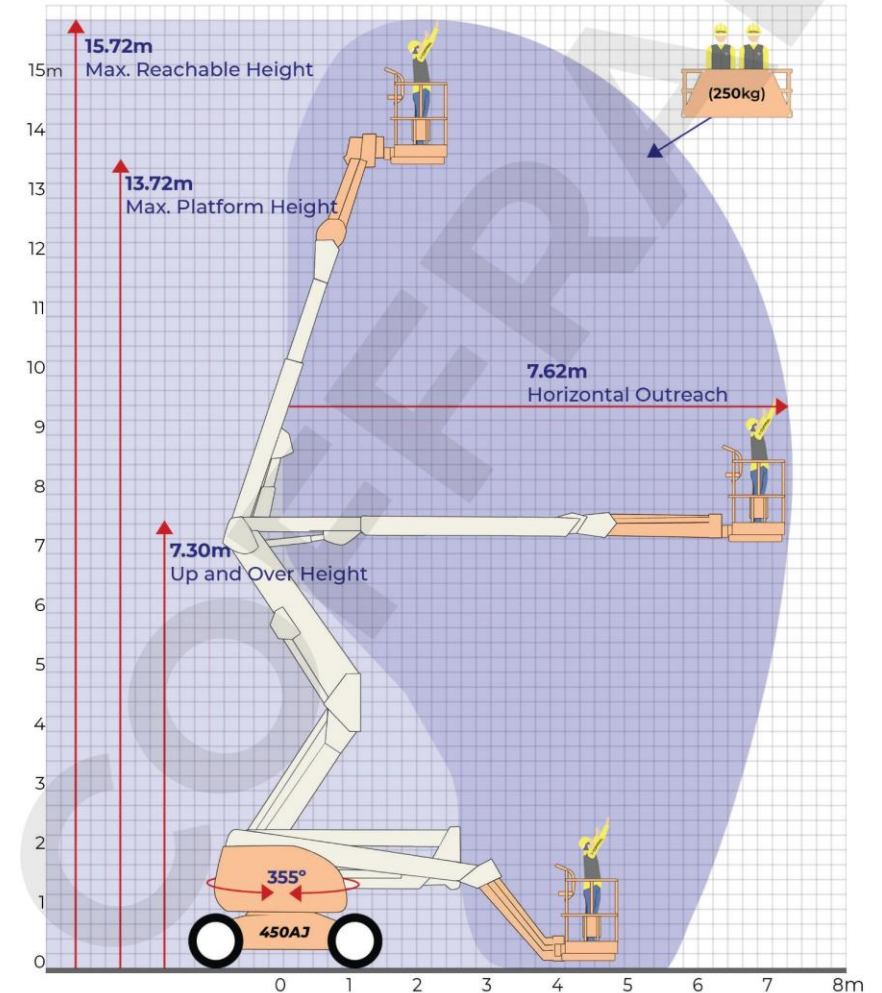 15.72m
Max. Reachable Height
15m
(250kg)
14
13.72m
Max. Platform Height
13
12
11
10
7.62m
Horizontal Outreach
9
8
7
7.30m
Up and Over Height
6
5
4
3
2
355°
1
450AJ
0
0 1 2 3 4 5 6 7 8m